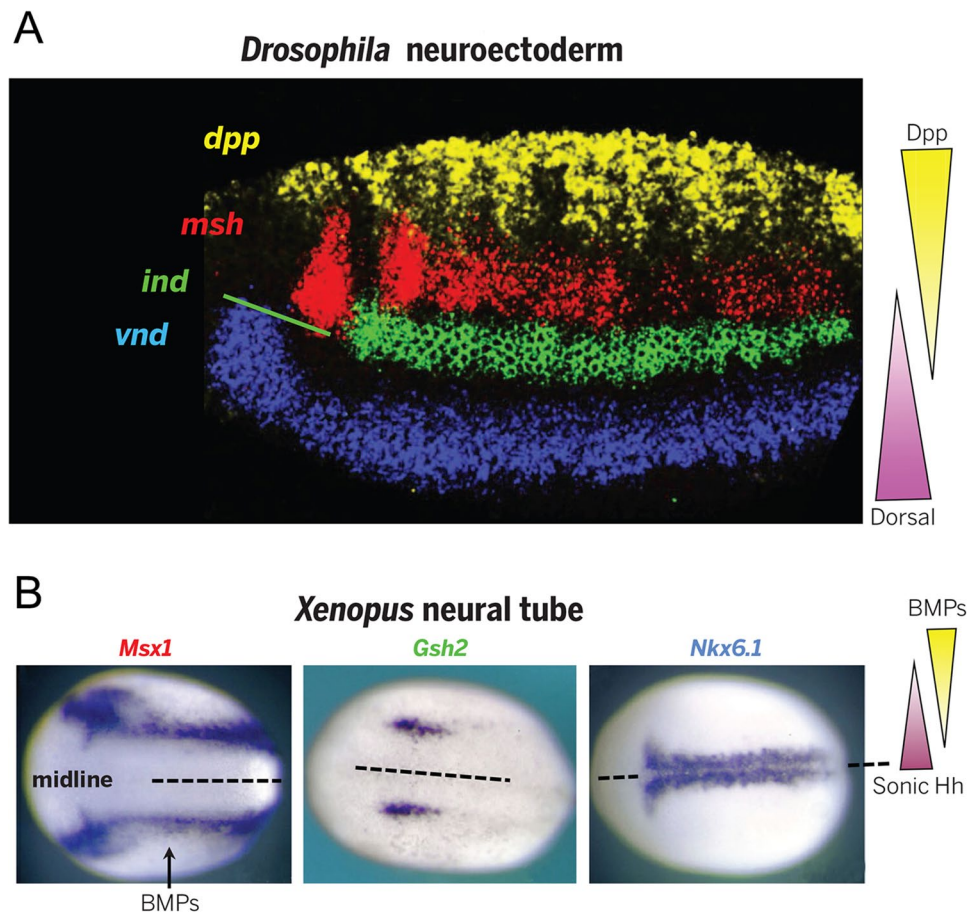 A
Drosophila neuroectoderm
dpp
msh
ind
vnd
Dpp
Dorsal
B
Xenopus neural tube
Msx1
Gsh2
Nkx6.1
BMPs
midline
Sonic Hh
BMPs